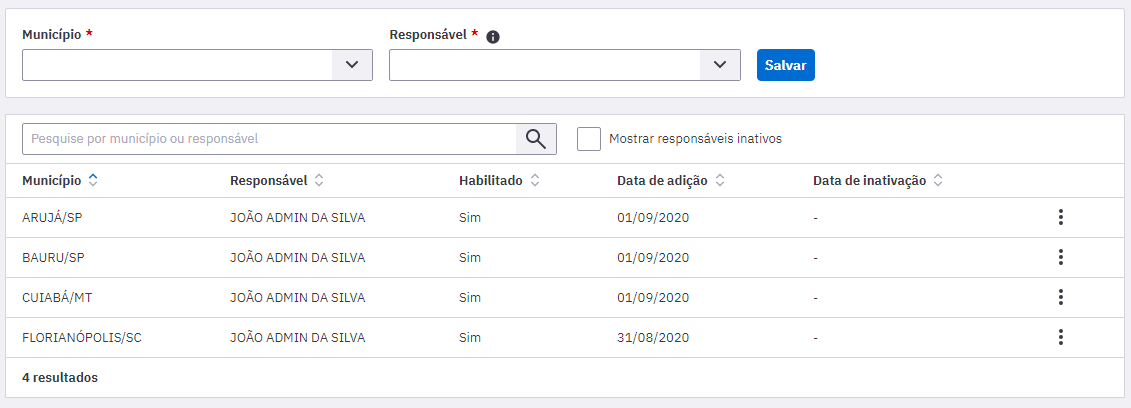 Município * Responsável *
Salvar
Pesquise por município ou responsável Mostrar responsáveis inativos
Município Responsável Habilitado Data de adição Data de inativação
ARUJÁ/SP JOÃO ADMIN DA SILVA Sim 01/09/2020 -
BAURU/SP JOÃO ADMIN DA SILVA Sim 01/09/2020 -
CUIABÁ/MT JOÃO ADMIN DA SILVA Sim 01/09/2020 -
FLORIANÓPOLIS/SC JOÃO ADMIN DA SILVA Sim 31/08/2020 -
4 resultados